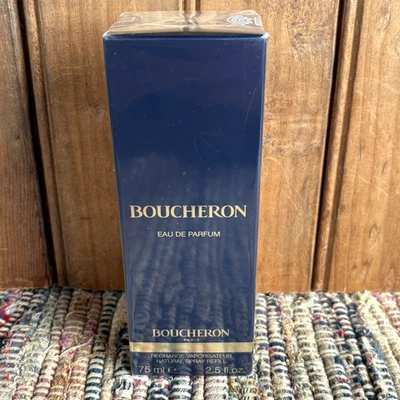 BOUCHERON
EAU DE PARFUM
BOUCHERON
PARIS
RECHARGE VAPORISATEUR
NATURAL SPRAY REFILL
75 ml e 2.5 fl.oz.